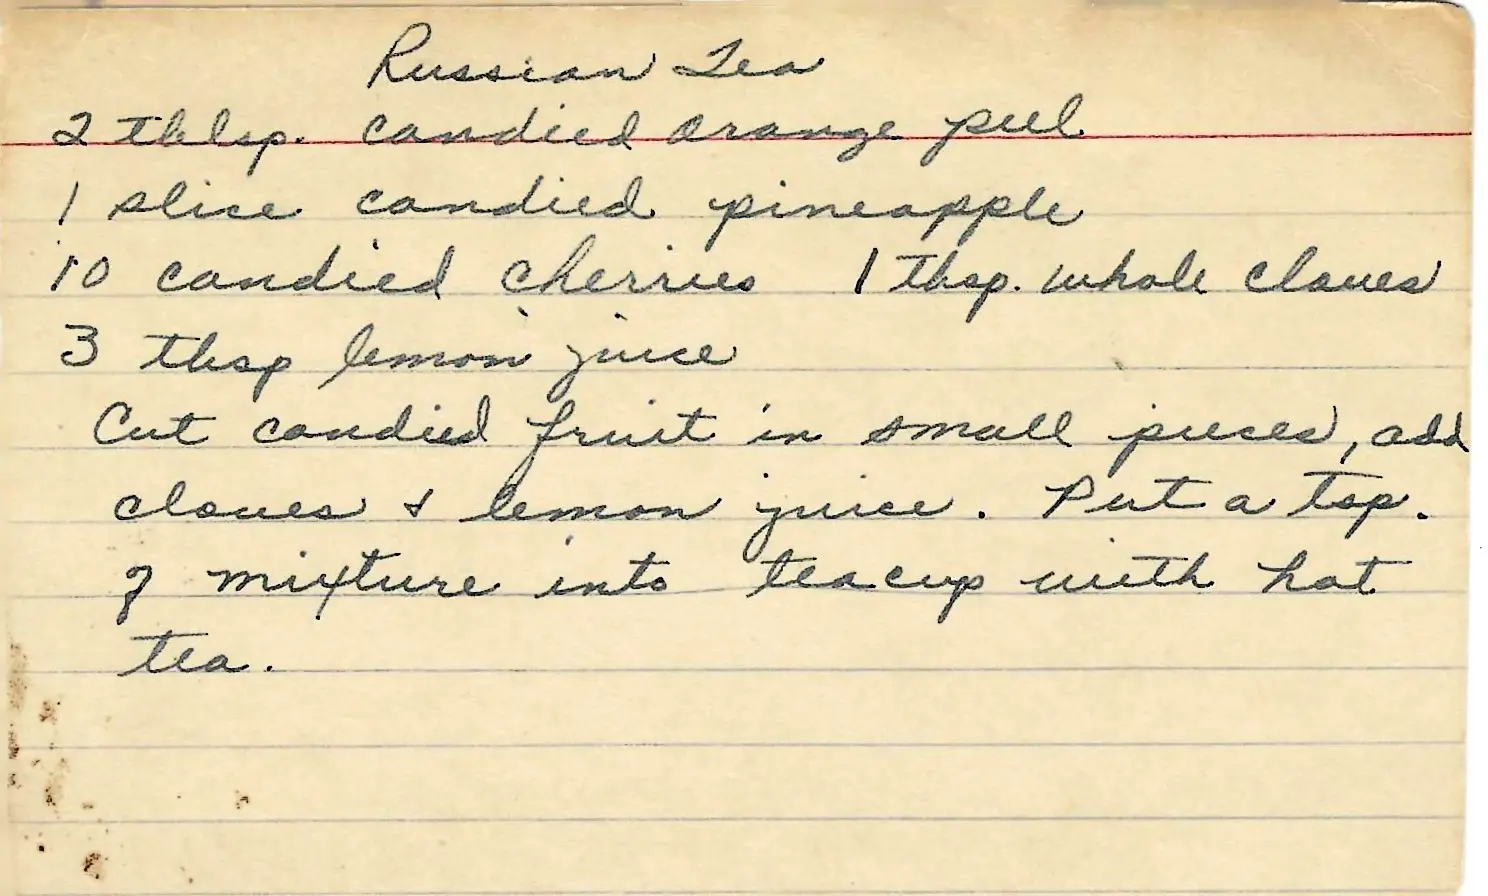 Russian Tea
2 tblsp. candied orange peel
1 slice candied pineapple
10 candied cherries 1 tbsp. whole cloves
3 tbsp lemon juice
Cut candied fruit in small pieces, add
cloves & lemon juice. Put a tsp.
of mixture into teacup with hot
tea.